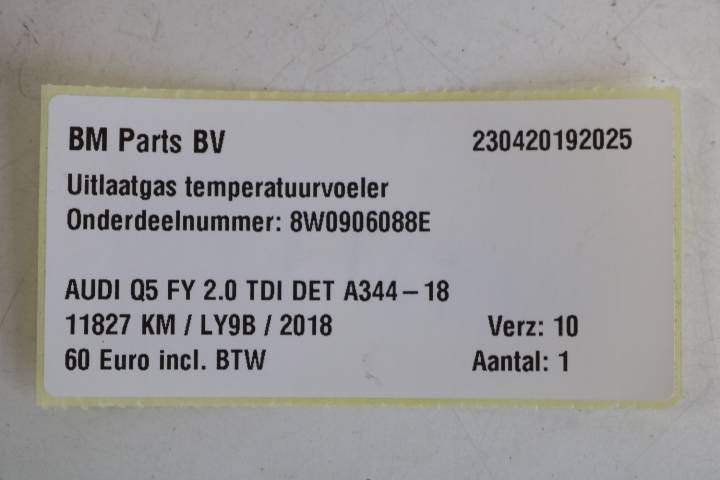 BM Parts BV 230420192025
Uitlaatgas temperatuurvoeler
Onderdeelnummer: 8W0906088E
AUDI Q5 FY 2.0 TDI DET A344-18
11827 KM / LY9B / 2018 Verz: 10
60 Euro incl. BTW Aantal: 1